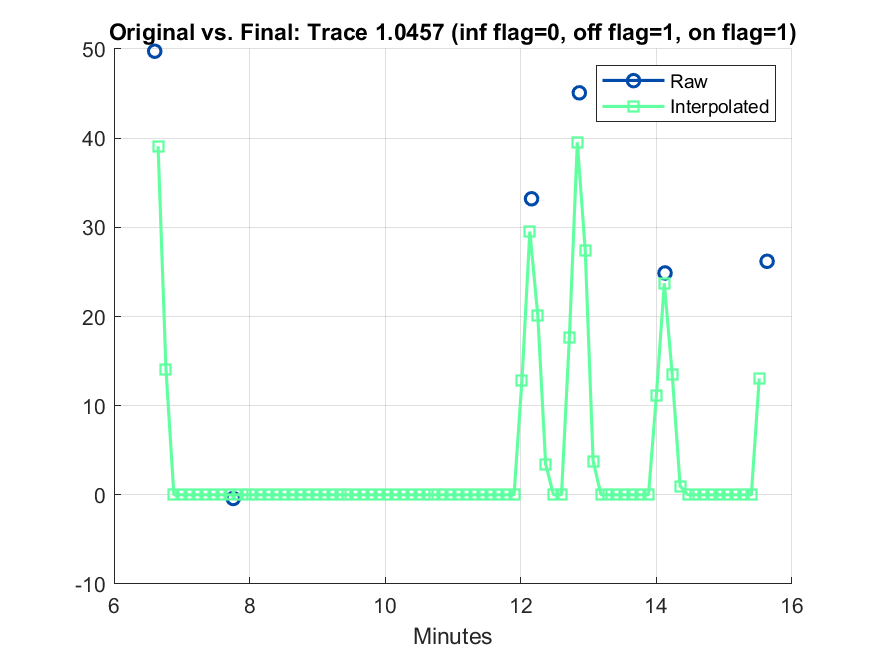 Original vs. Final: Trace 1.0457 (inf flag=0, off flag=1, on flag=1)
Raw
Interpolated
50
40
30
20
10
0
-10
6 8 10 12 14 16
Minutes